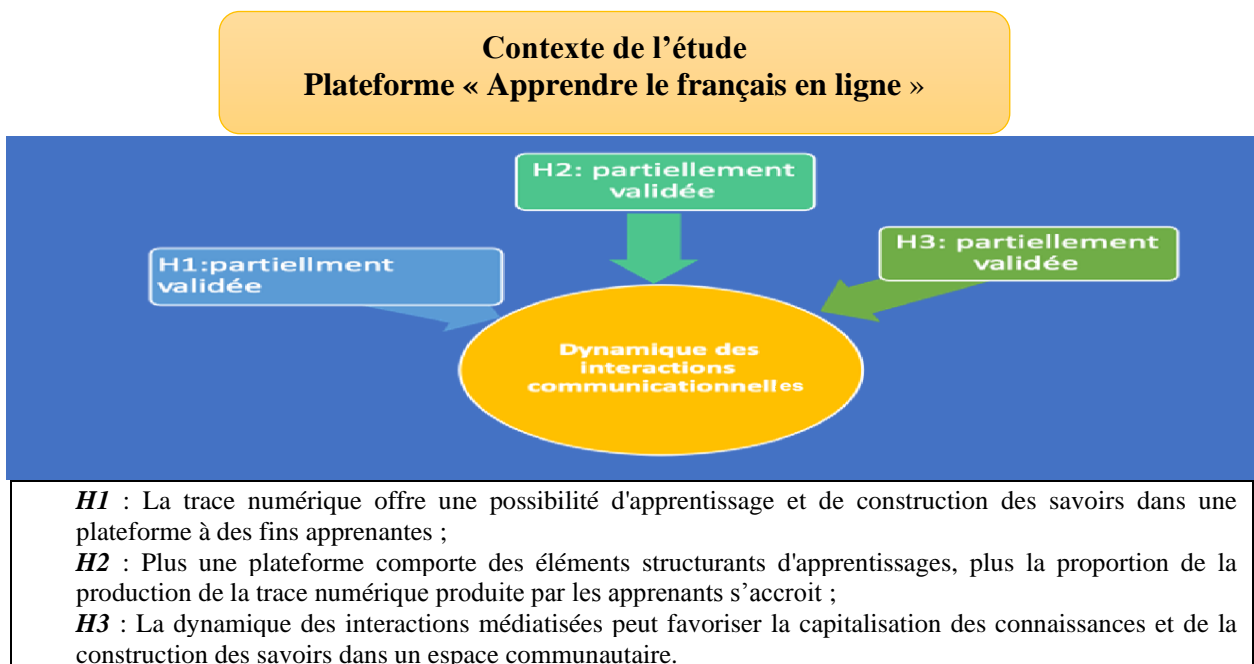 Contexte de l’étude
Plateforme « Apprendre le français en ligne »
H2: partiellement
validée
H1:partiellment
validée
H3: partiellement
validée
Dynamique des
interactions
communicationnelles
H1 : La trace numérique offre une possibilité d'apprentissage et de construction des savoirs dans une
plateforme à des fins apprenantes ;
H2 : Plus une plateforme comporte des éléments structurants d'apprentissages, plus la proportion de la
production de la trace numérique produite par les apprenants s’accroit ;
H3 : La dynamique des interactions médiatisées peut favoriser la capitalisation des connaissances et de la
construction des savoirs dans un espace communautaire.